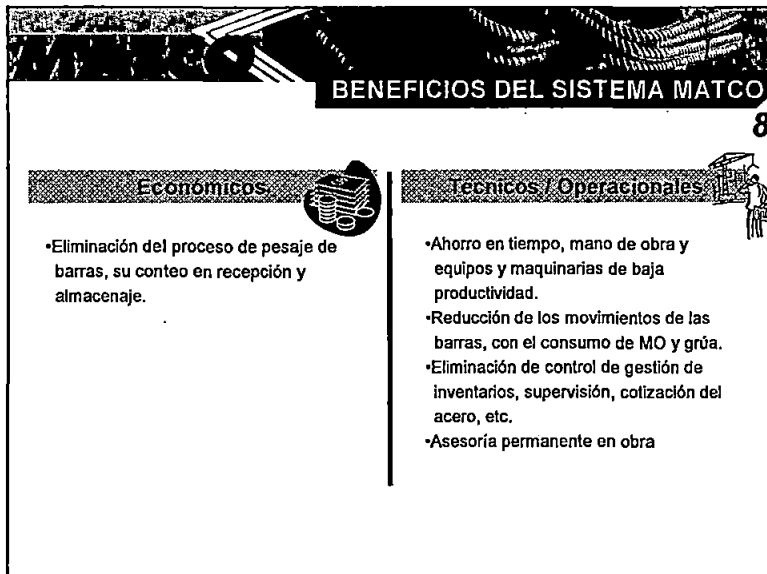 MATCO
BENEFICIOS DEL SISTEMA MATCO
8
Económicos.
•Eliminación del proceso de pesaje de
barras, su conteo en recepción y
almacenaje.
Técnicos / Operacionales
•Ahorro en tiempo, mano de obra y
equipos y maquinarias de baja
productividad.
•Reducción de los movimientos de las
barras, con el consumo de MO y grúa.
•Eliminación de control de gestión de
inventarios, supervisión, cotización del
acero, etc.
•Asesoría permanente en obra